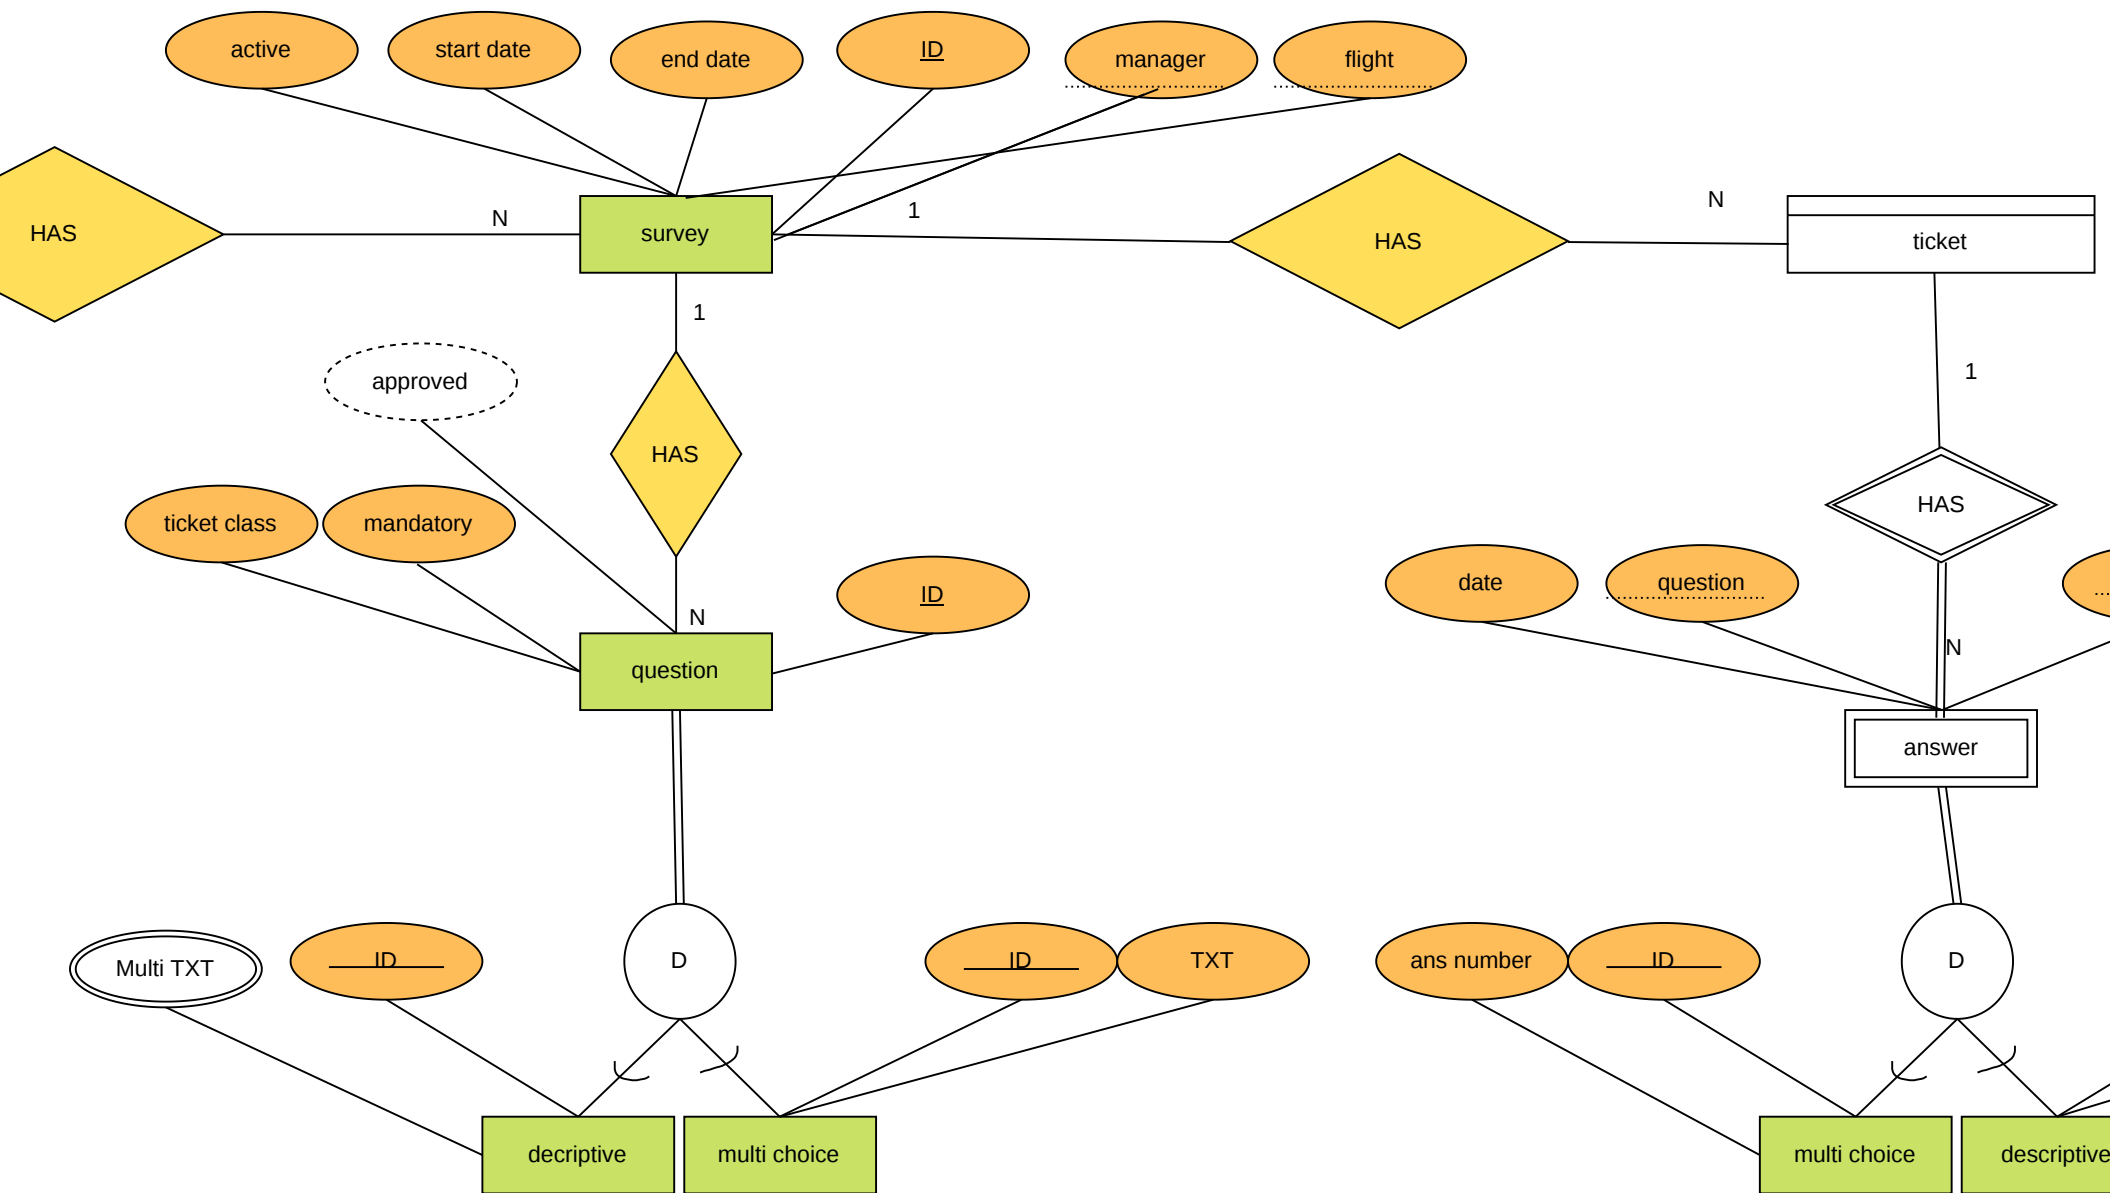 active
start date
end date
ID
manager
flight
HAS
N
survey
1
HAS
N
ticket
1
approved
1
HAS
HAS
ticket class
mandatory
ID
date
question
N
N
question
answer
Multi TXT
ID
D
ID
TXT
ans number
ID
D
decriptive
multi choice
multi choice
descriptive